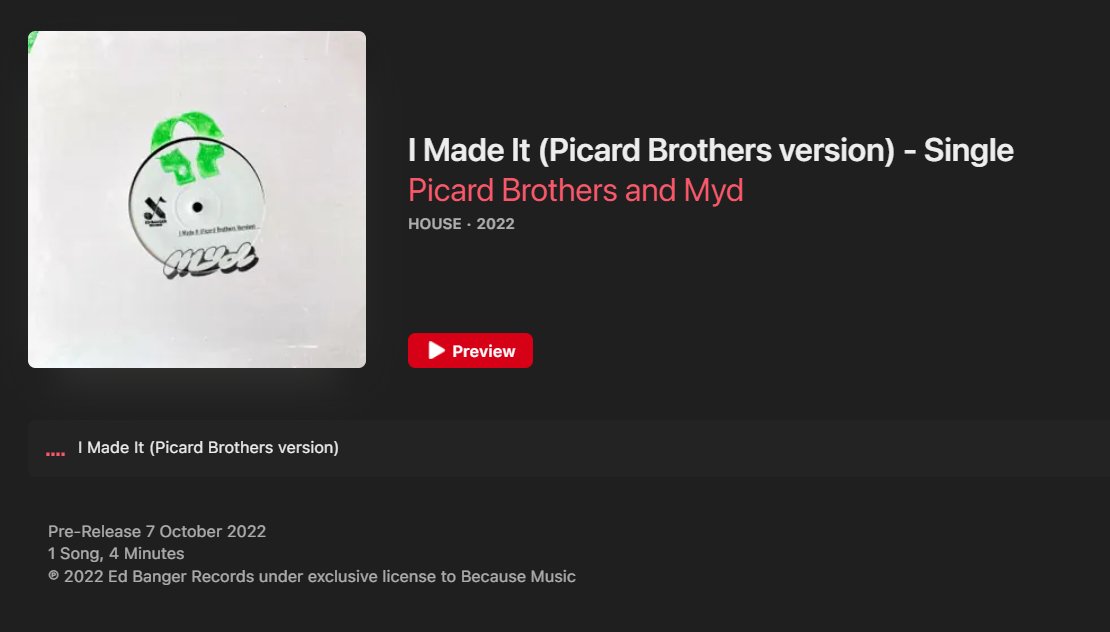 I Made It (Picard Brothers version)
myd
I Made It (Picard Brothers version) - Single
Picard Brothers and Myd
HOUSE · 2022
Preview
I Made It (Picard Brothers version)
Pre-Release 7 October 2022
1 Song, 4 Minutes
℗ 2022 Ed Banger Records under exclusive license to Because Music